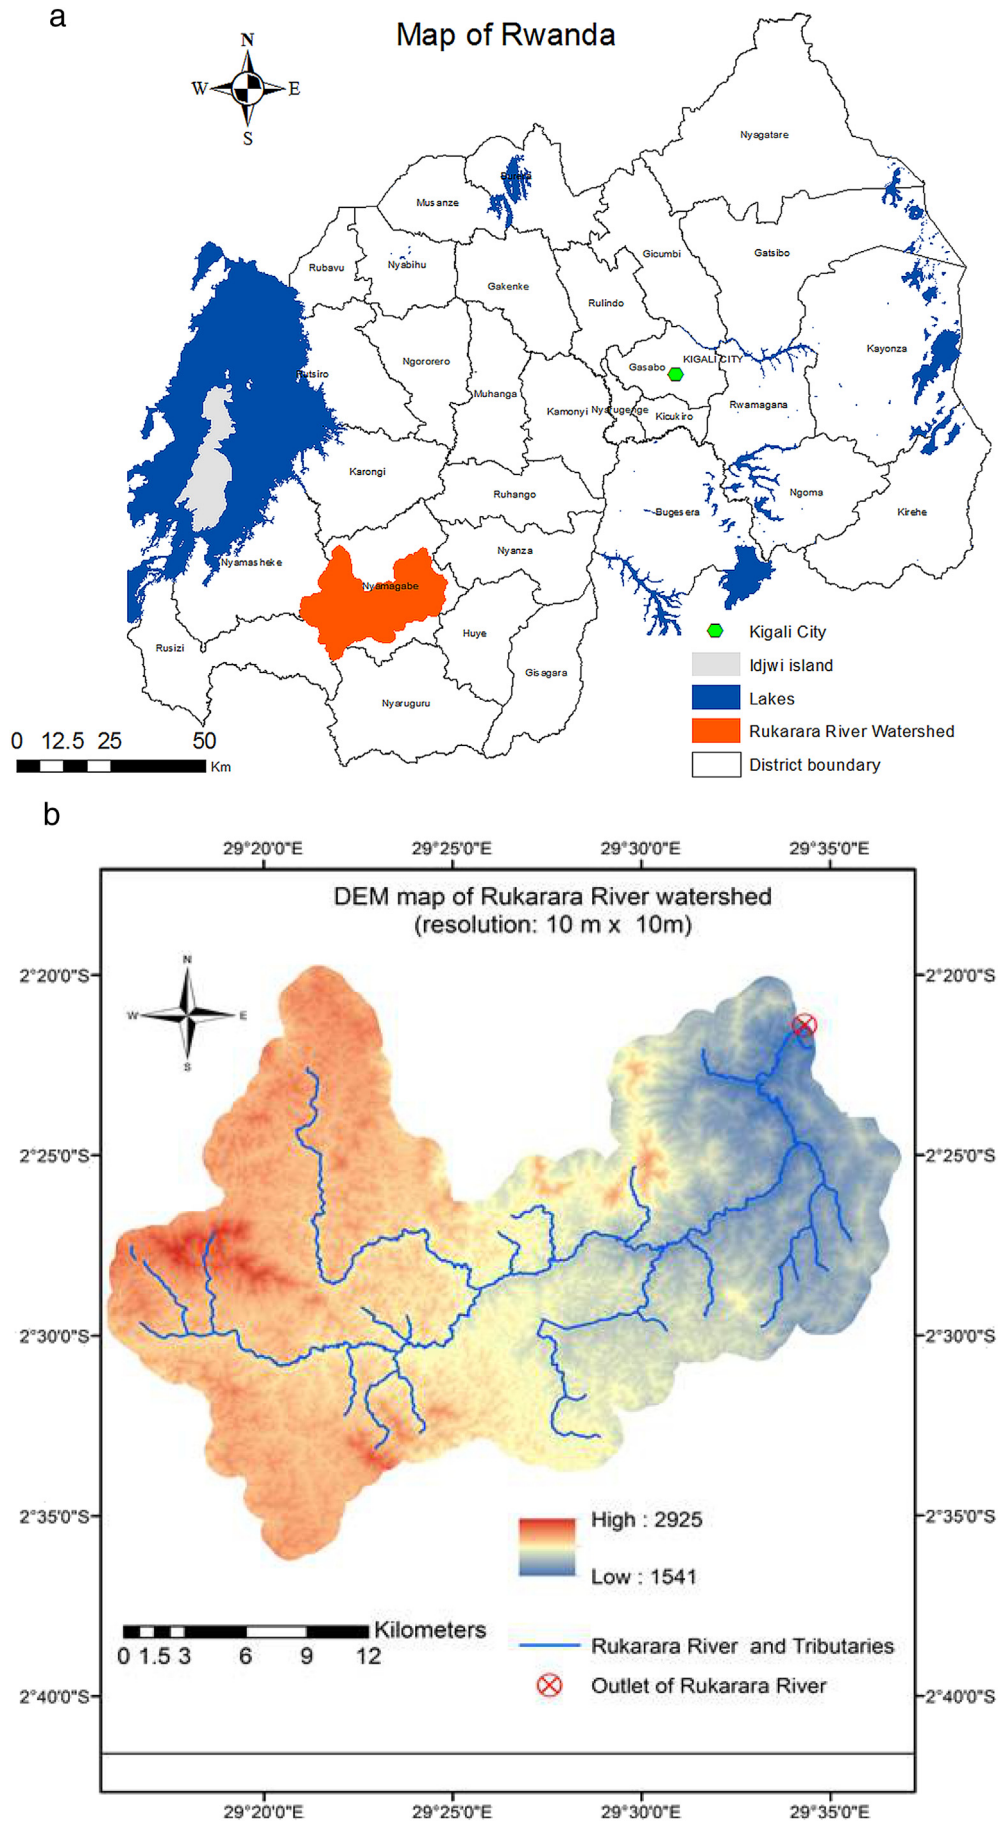 a
Map of Rwanda
N
W E
S
Nyagatare
Burera
Musanze
Gicumbi
Gatsibo
Rubavu
Nyabihu
Gakenke
Rulindo
Kayonza
Rutsiro
Ngororero
Gasabo
KIGALI CITY
Muhanga
Kamonyi
Nyarugenge
Kicukiro
Rwamagana
Karongi
Ruhango
Ngoma
Bugesera
Kirehe
Nyanza
Nyamasheke
Nyamagabe
Huye
Rusizi
Gisagara
Nyaruguru
Kigali City
Idjwi island
Lakes
Rukarara River Watershed
District boundary
0 12.5 25 50
Km
b
29°20'0"E 29°25'0"E 29°30'0"E 29°35'0"E
DEM map of Rukarara River watershed
(resolution: 10 m x 10m)
N
W E
S
2°20'0"S 2°20'0"S
2°25'0"S 2°25'0"S
2°30'0"S 2°30'0"S
2°35'0"S 2°35'0"S
High : 2925
Low : 1541
Kilometers
0 1.5 3 6 9 12
Rukarara River and Tributaries
Outlet of Rukarara River
2°40'0"S 2°40'0"S
29°20'0"E 29°25'0"E 29°30'0"E 29°35'0"E